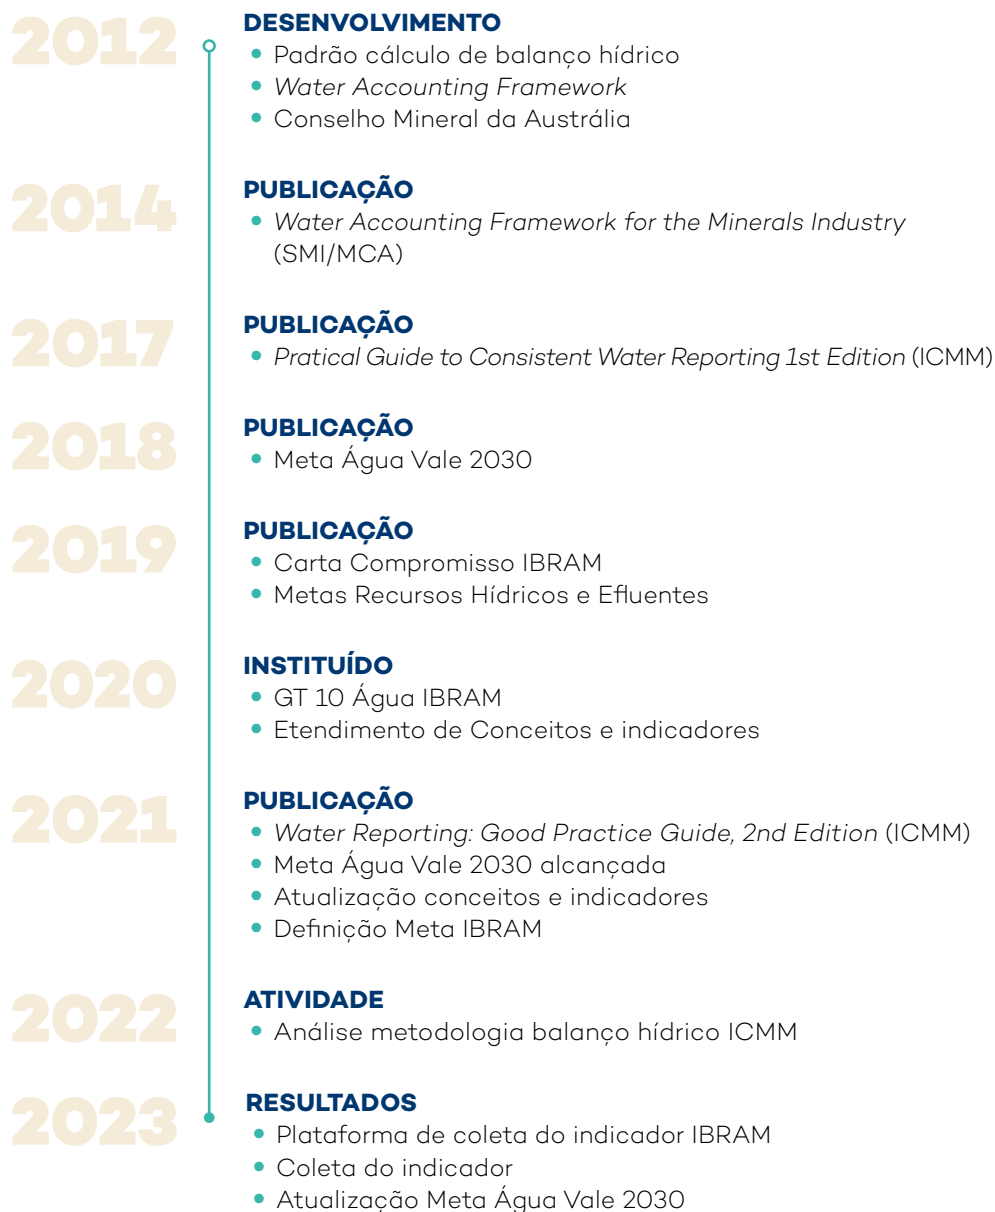 2012
DESENVOLVIMENTO
• Padrão cálculo de balanço hídrico
• Water Accounting Framework
• Conselho Mineral da Austrália
2014
PUBLICAÇÃO
• Water Accounting Framework for the Minerals Industry
(SMI/MCA)
2017
PUBLICAÇÃO
• Pratical Guide to Consistent Water Reporting 1st Edition (ICMM)
2018
PUBLICAÇÃO
• Meta Água Vale 2030
2019
PUBLICAÇÃO
• Carta Compromisso IBRAM
• Metas Recursos Hídricos e Efluentes
2020
INSTITUÍDO
• GT 10 Água IBRAM
• Etendimento de Conceitos e indicadores
2021
PUBLICAÇÃO
• Water Reporting: Good Practice Guide, 2nd Edition (ICMM)
• Meta Água Vale 2030 alcançada
• Atualização conceitos e indicadores
• Definição Meta IBRAM
2022
ATIVIDADE
• Análise metodologia balanço hídrico ICMM
2023
RESULTADOS
• Plataforma de coleta do indicador IBRAM
• Coleta do indicador
• Atualização Meta Água Vale 2030